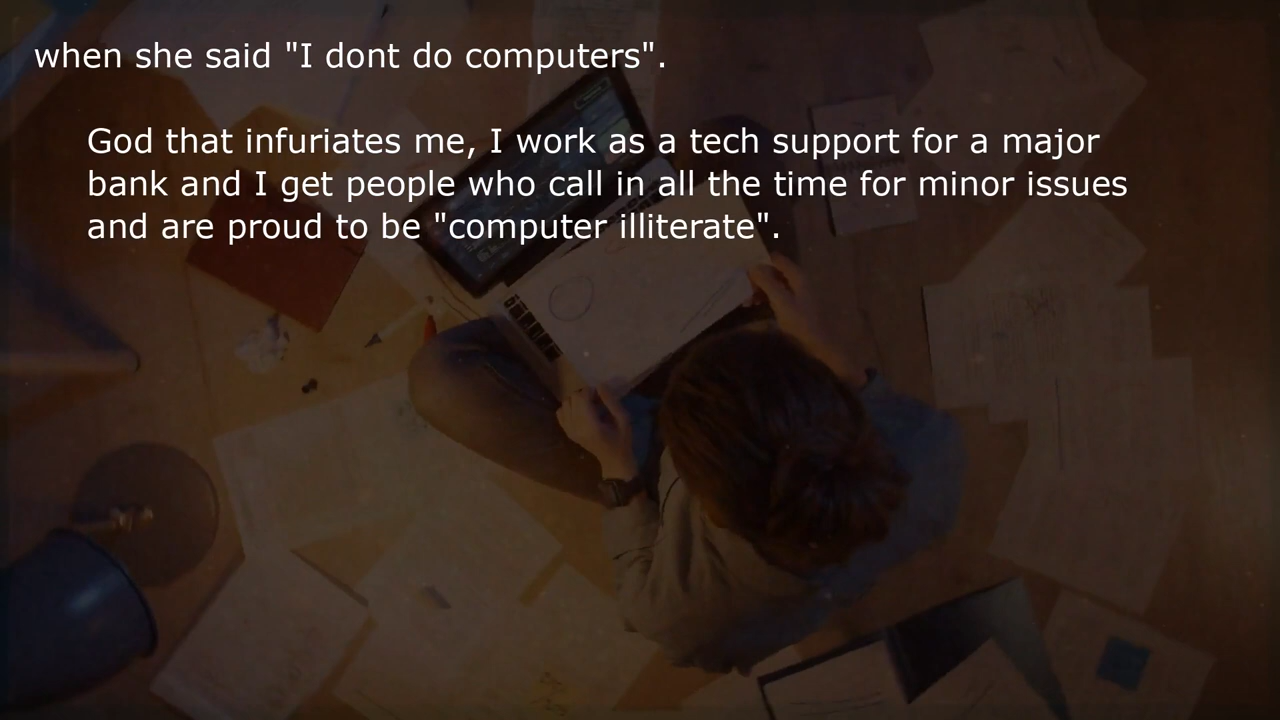 when she said "I dont do computers".
God that infuriates me, I work as a tech support for a major
bank and I get people who call in all the time for minor issues
and are proud to be "computer illiterate".